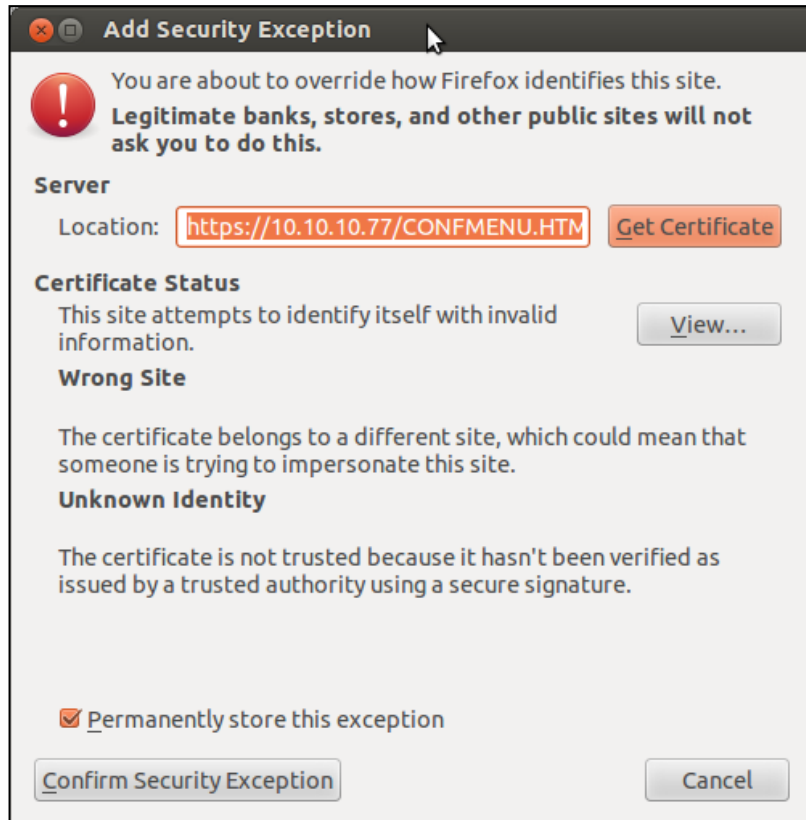 Add Security Exception
You are about to override how Firefox identifies this site.
Legitimate banks, stores, and other public sites will not
ask you to do this.
Server
Location: https://10.10.10.77/CONFMENU.HTM Get Certificate
Certificate Status
This site attempts to identify itself with invalid
information.
View...
Wrong Site
The certificate belongs to a different site, which could mean that
someone is trying to impersonate this site.
Unknown Identity
The certificate is not trusted because it hasn't been verified as
issued by a trusted authority using a secure signature.
Permanently store this exception
Confirm Security Exception Cancel